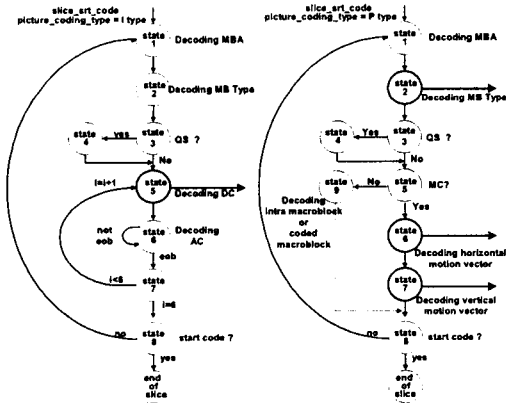 slice_srt_code
picture_coding_type = I type
state
1
Decoding MBA
state
2
Decoding MB Type
state
4
yes
state
3
QS ?
No
i=i+1
state
5
Decoding DC
not
eob
state
6
Decoding
AC
eob
i<6
state
7
i=6
no
state
8
start code ?
yes
end
of
slice
slice_srt_code
picture_coding_type = P type
state
1
Decoding MBA
state
2
Decoding MB Type
state
4
Yes
state
3
QS ?
No
state
9
No
state
5
MC?
Decoding
intra macroblock
or
coded
macroblock
Yes
state
6
Decoding horizontal
motion vector
state
7
Decoding vertical
motion vector
no
state
8
start code ?
yes
end
of
slice